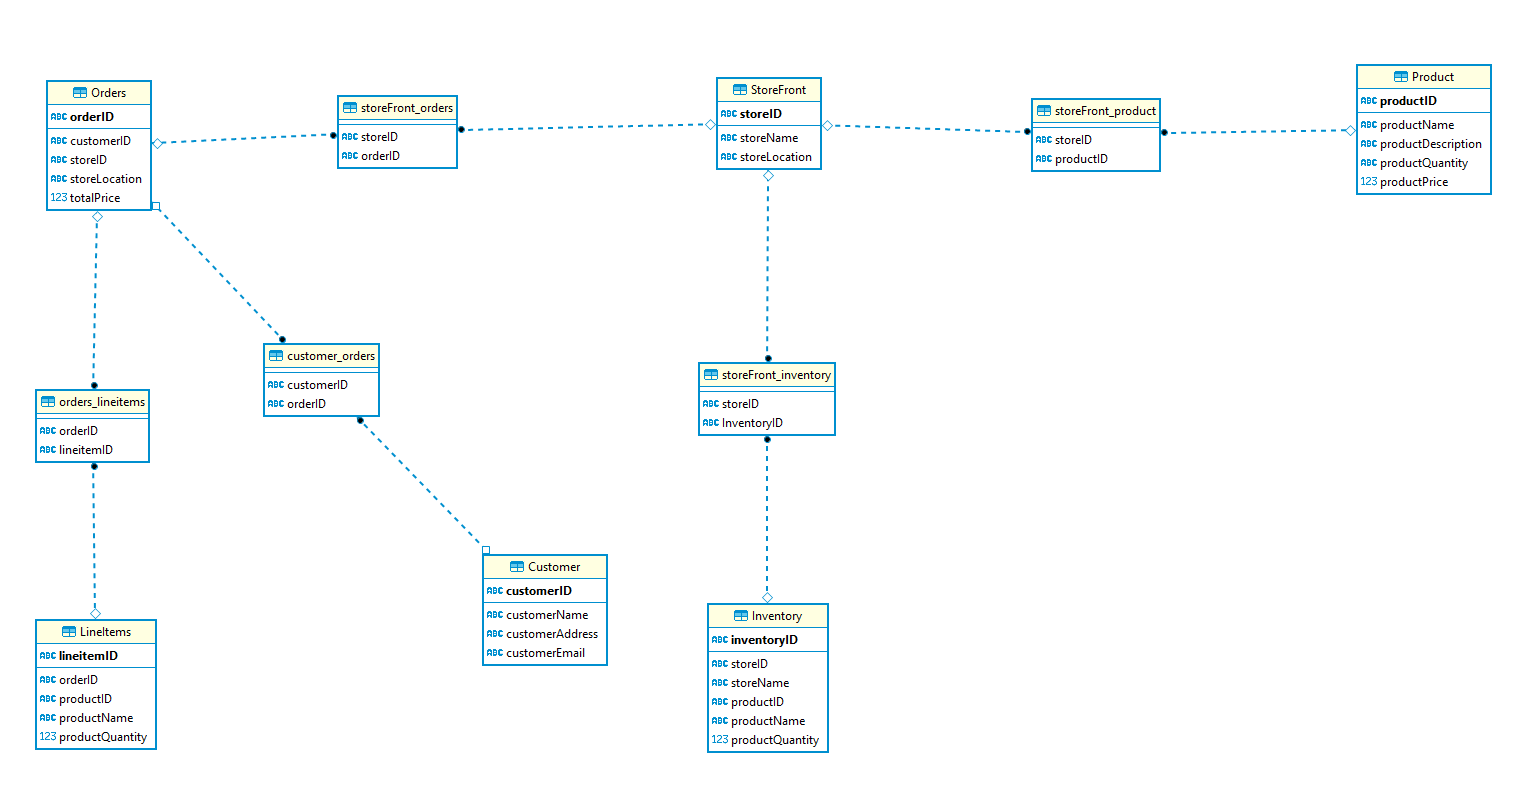 Orders
ABC orderID
ABC customerID
ABC storeID
ABC storeLocation
123 totalPrice
storeFront_orders
ABC storeID
ABC orderID
StoreFront
ABC storeID
ABC storeName
ABC storeLocation
storeFront_product
ABC storeID
ABC productID
Product
ABC productID
ABC productName
ABC productDescription
ABC productQuantity
123 productPrice
orders_lineitems
ABC orderID
ABC lineitemID
customer_orders
ABC customerID
ABC orderID
storeFront_inventory
ABC storeID
ABC InventoryID
LineItems
ABC lineitemID
ABC orderID
ABC productID
ABC productName
123 productQuantity
Customer
ABC customerID
ABC customerName
ABC customerAddress
ABC customerEmail
Inventory
ABC inventoryID
ABC storeID
ABC storeName
ABC productID
ABC productName
123 productQuantity